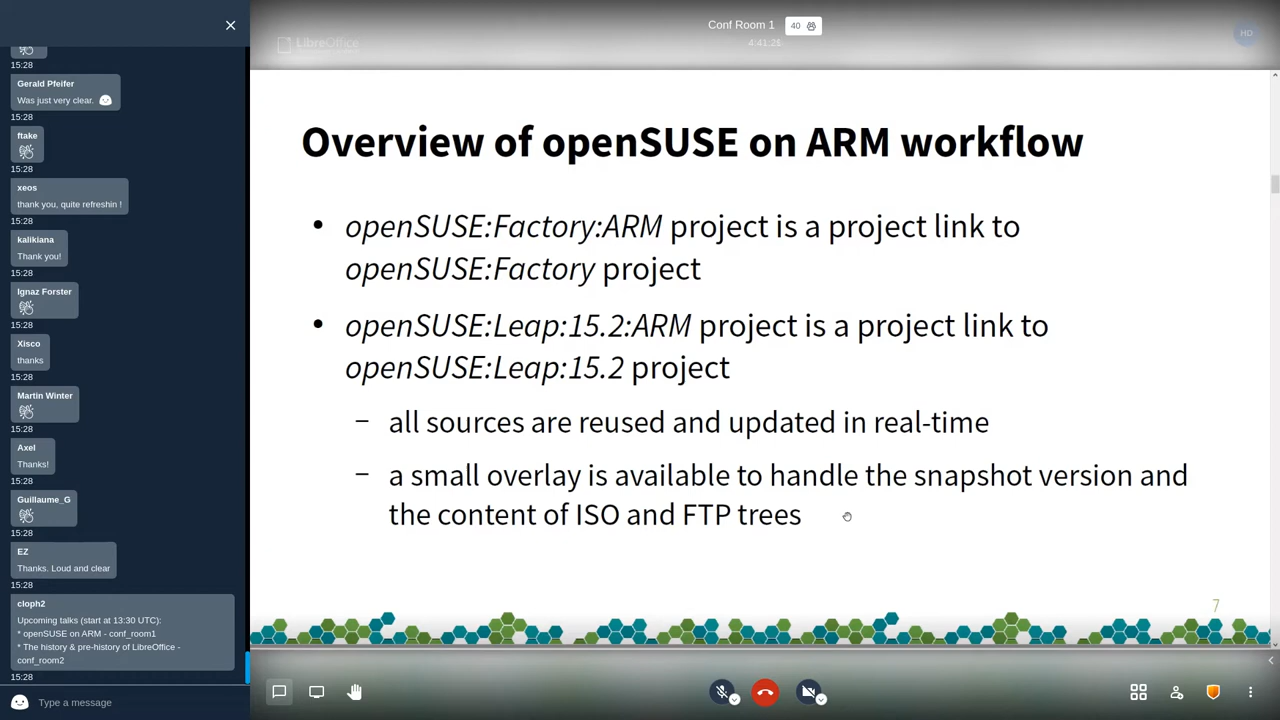 15:28
Gerald Pfeifer
Was just very clear.
15:28
ftake
15:28
xeos
thank you, quite refreshin !
15:28
kalikiana
Thank you!
15:28
Ignaz Forster
15:28
Xisco
thanks
15:28
Martin Winter
15:28
Axel
Thanks!
15:28
Guillaume_G
15:28
EZ
Thanks. Loud and clear
15:28
cloph2
Upcoming talks (start at 13:30 UTC):
* openSUSE on ARM - conf_room1
* The history & pre-history of LibreOffice -
conf_room2
15:28
Type a message
Conf Room 1
40
4:41:21
LibreOffice
HD
Overview of openSUSE on ARM workflow
• openSUSE:Factory:ARM project is a project link to
openSUSE:Factory project
• openSUSE:Leap:15.2:ARM project is a project link to
openSUSE:Leap:15.2 project
– all sources are reused and updated in real-time
– a small overlay is available to handle the snapshot version and
the content of ISO and FTP trees
7